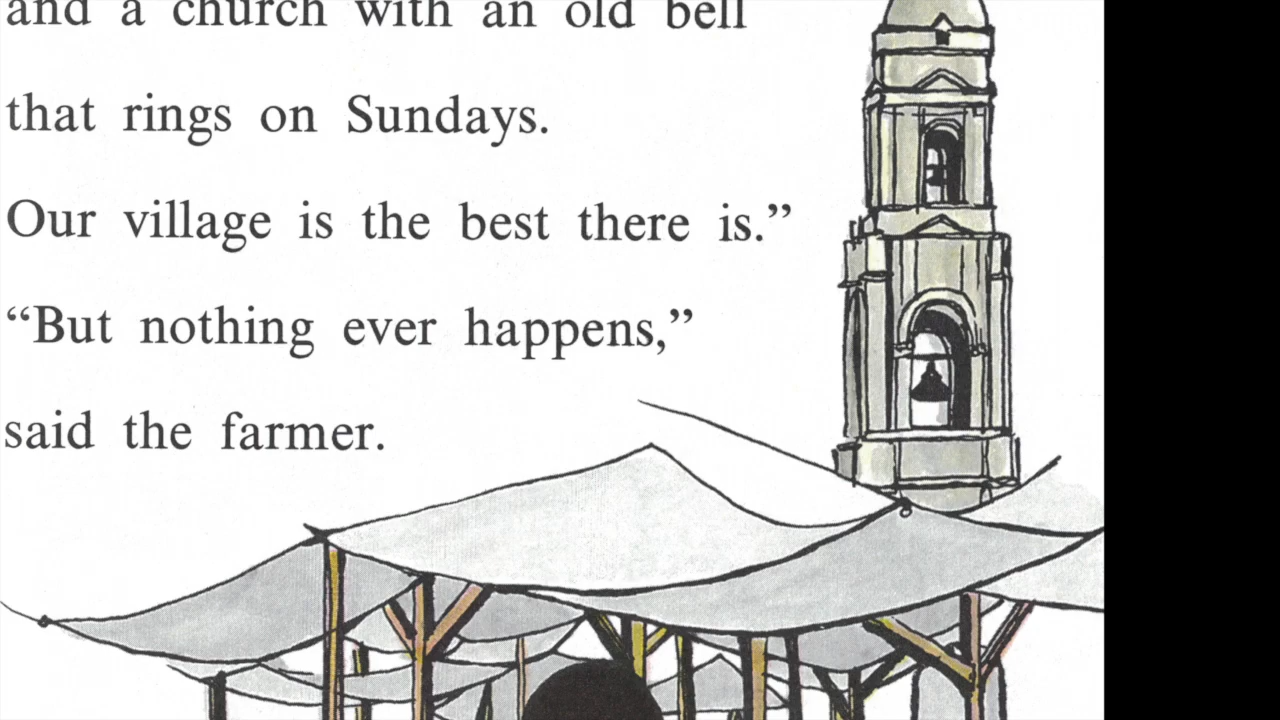 and a church with an old bell
that rings on Sundays.
Our village is the best there is.”
“But nothing ever happens,”
said the farmer.